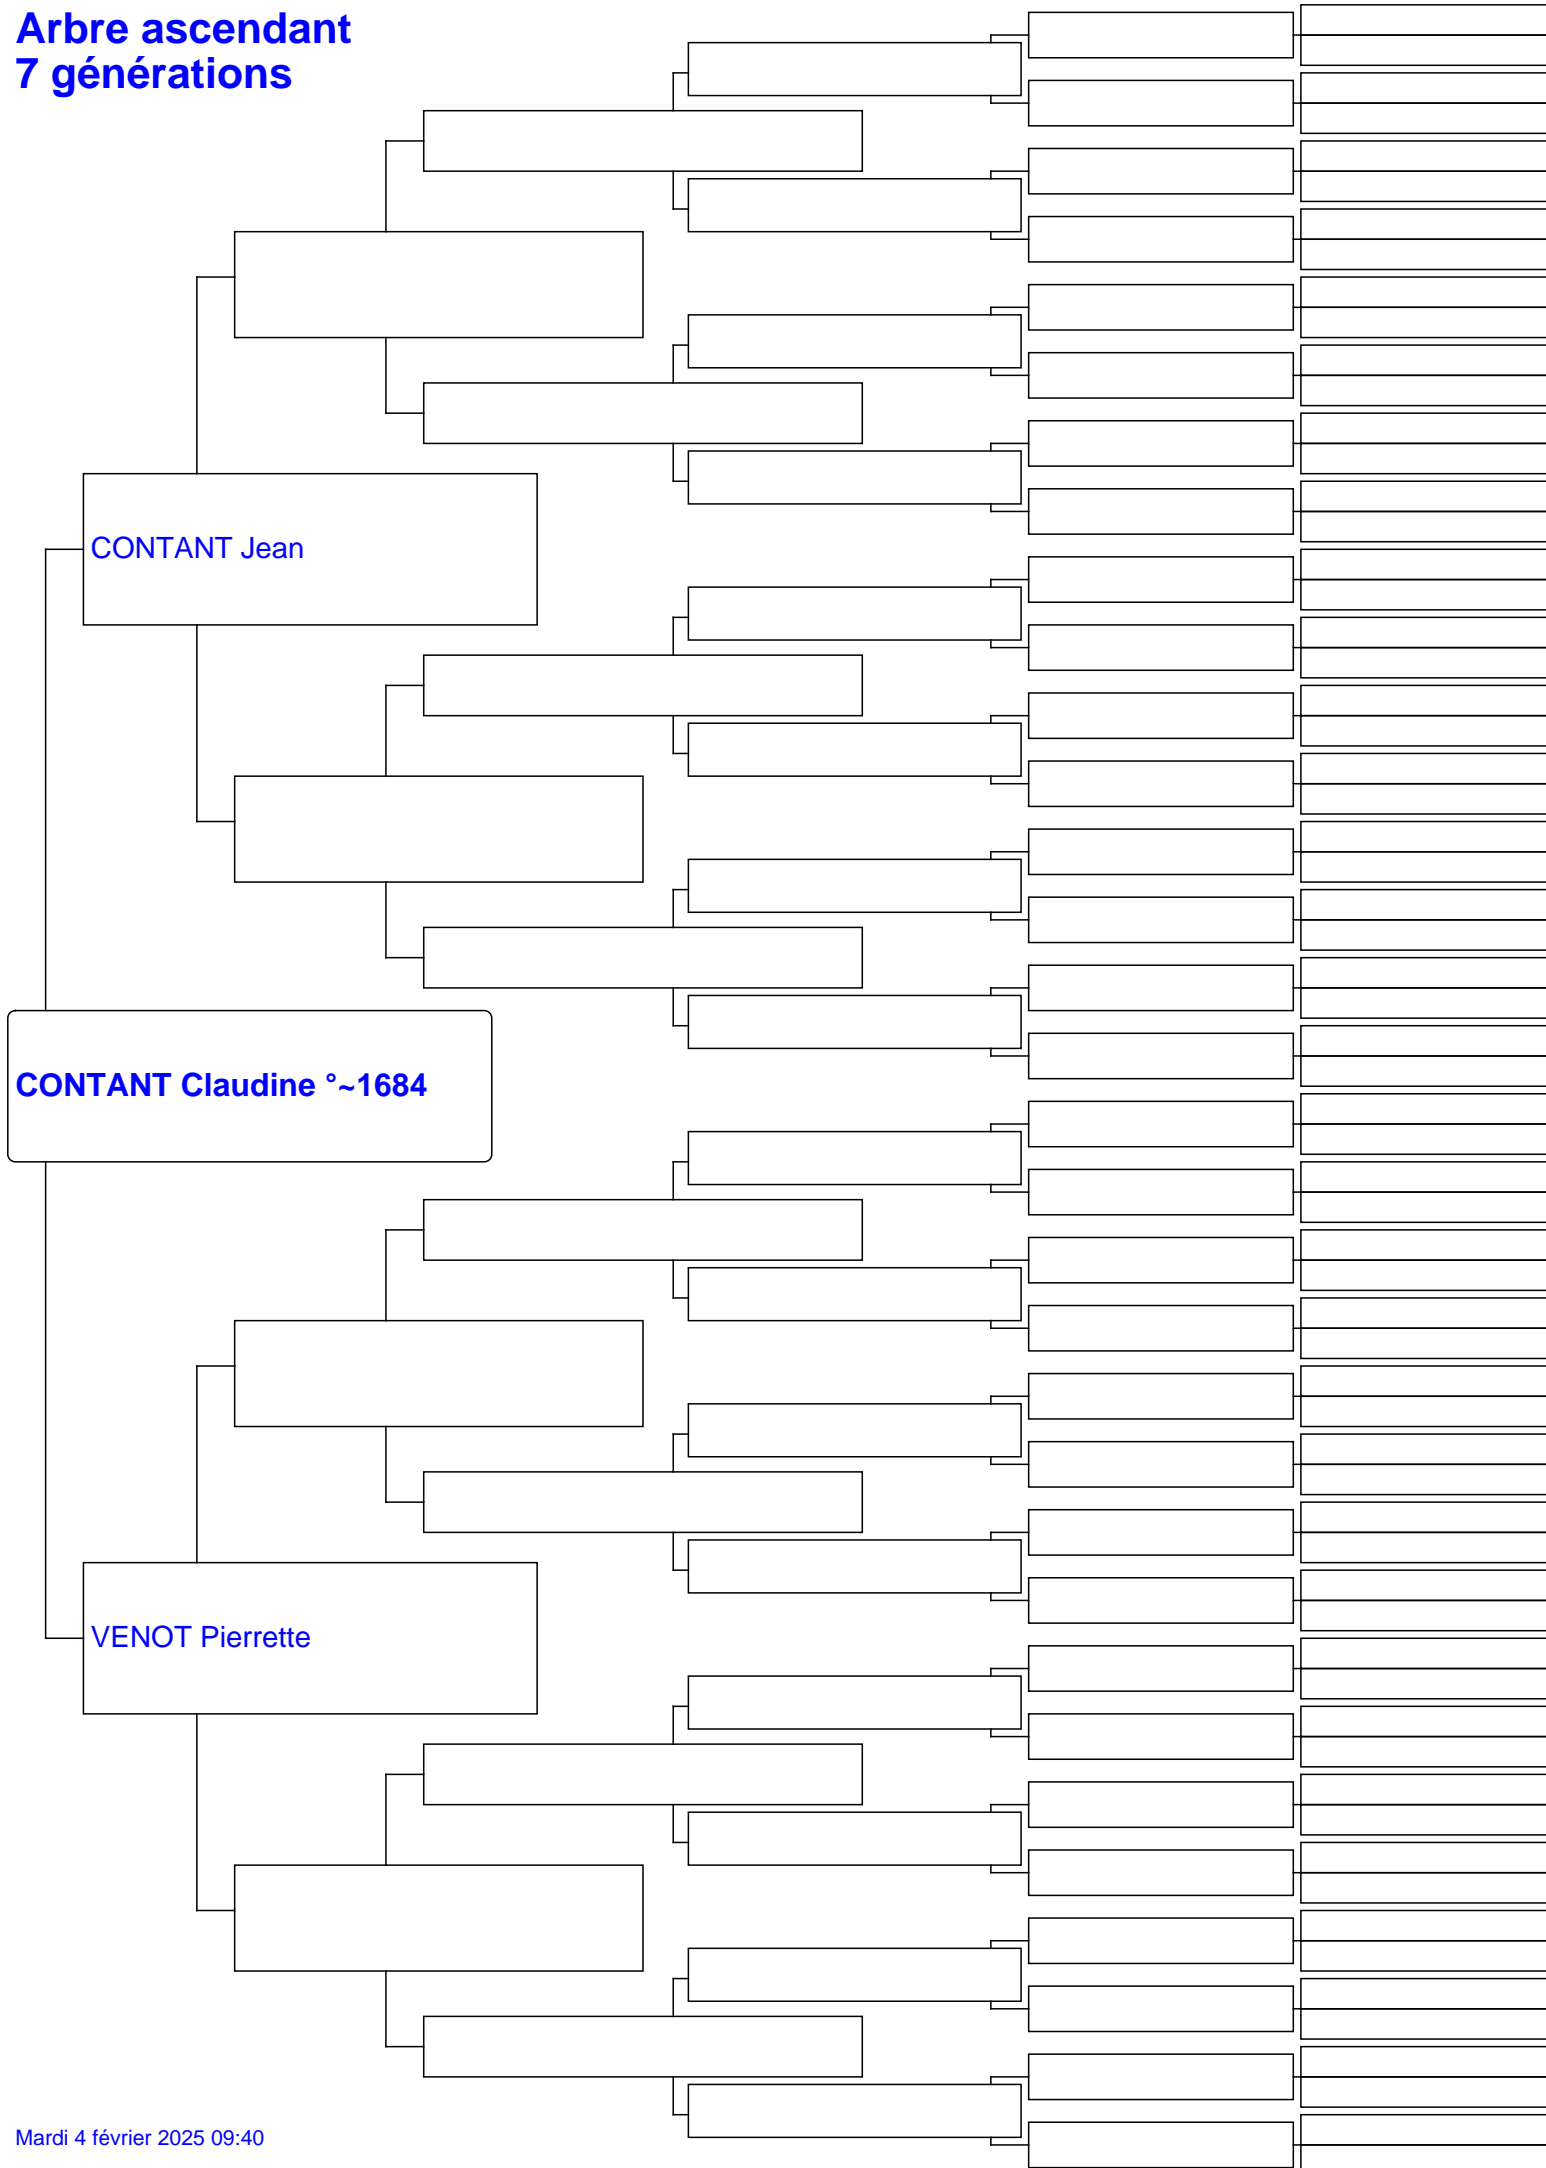 Arbre ascendant
7 générations
CONTANT Jean
CONTANT Claudine °~1684
VENOT Pierrette
Mardi 4 février 2025 09:40